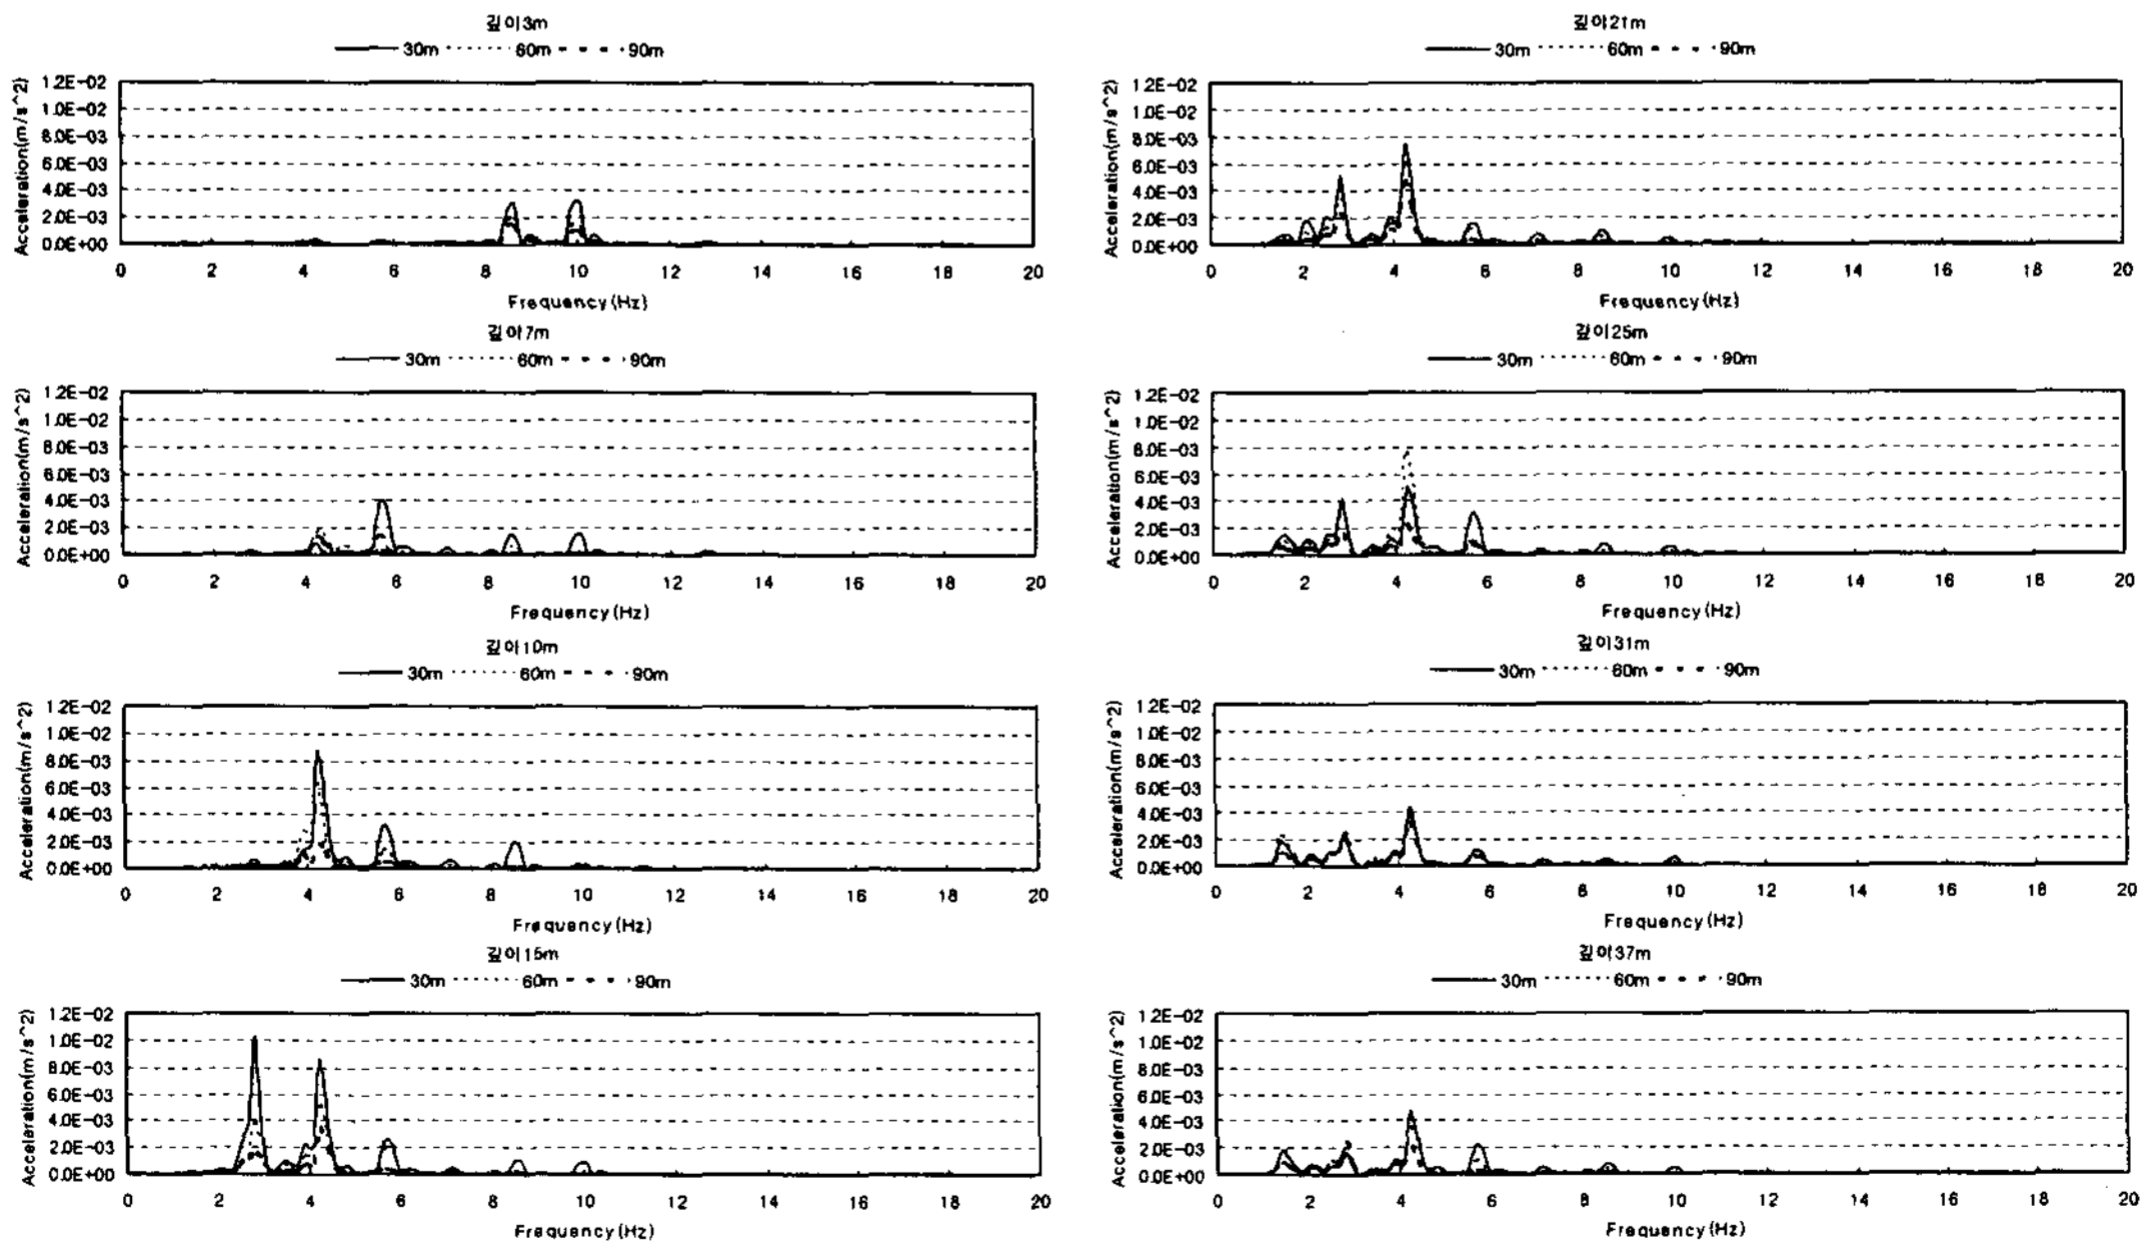 깊이3m
30m 60m 90m
Acceleration(m/s^2)
1.2E-02
1.0E-02
8.0E-03
6.0E-03
4.0E-03
2.0E-03
0.0E+00
0 2 4 6 8 10 12 14 16 18 20
Frequency(Hz)
깊이7m
30m 60m 90m
Acceleration(m/s^2)
1.2E-02
1.0E-02
8.0E-03
6.0E-03
4.0E-03
2.0E-03
0.0E+00
0 2 4 6 8 10 12 14 16 18 20
Frequency(Hz)
깊이10m
30m 60m 90m
Acceleration(m/s^2)
1.2E-02
1.0E-02
8.0E-03
6.0E-03
4.0E-03
2.0E-03
0.0E+00
0 2 4 6 8 10 12 14 16 18 20
Frequency(Hz)
깊이15m
30m 60m 90m
Acceleration(m/s^2)
1.2E-02
1.0E-02
8.0E-03
6.0E-03
4.0E-03
2.0E-03
0.0E+00
0 2 4 6 8 10 12 14 16 18 20
Frequency(Hz)
깊이21m
30m 60m 90m
Acceleration(m/s^2)
1.2E-02
1.0E-02
8.0E-03
6.0E-03
4.0E-03
2.0E-03
0.0E+00
0 2 4 6 8 10 12 14 16 18 20
Frequency(Hz)
깊이25m
30m 60m 90m
Acceleration(m/s^2)
1.2E-02
1.0E-02
8.0E-03
6.0E-03
4.0E-03
2.0E-03
0.0E+00
0 2 4 6 8 10 12 14 16 18 20
Frequency(Hz)
깊이31m
30m 60m 90m
Acceleration(m/s^2)
1.2E-02
1.0E-02
8.0E-03
6.0E-03
4.0E-03
2.0E-03
0.0E+00
0 2 4 6 8 10 12 14 16 18 20
Frequency(Hz)
깊이37m
30m 60m 90m
Acceleration(m/s^2)
1.2E-02
1.0E-02
8.0E-03
6.0E-03
4.0E-03
2.0E-03
0.0E+00
0 2 4 6 8 10 12 14 16 18 20
Frequency(Hz)